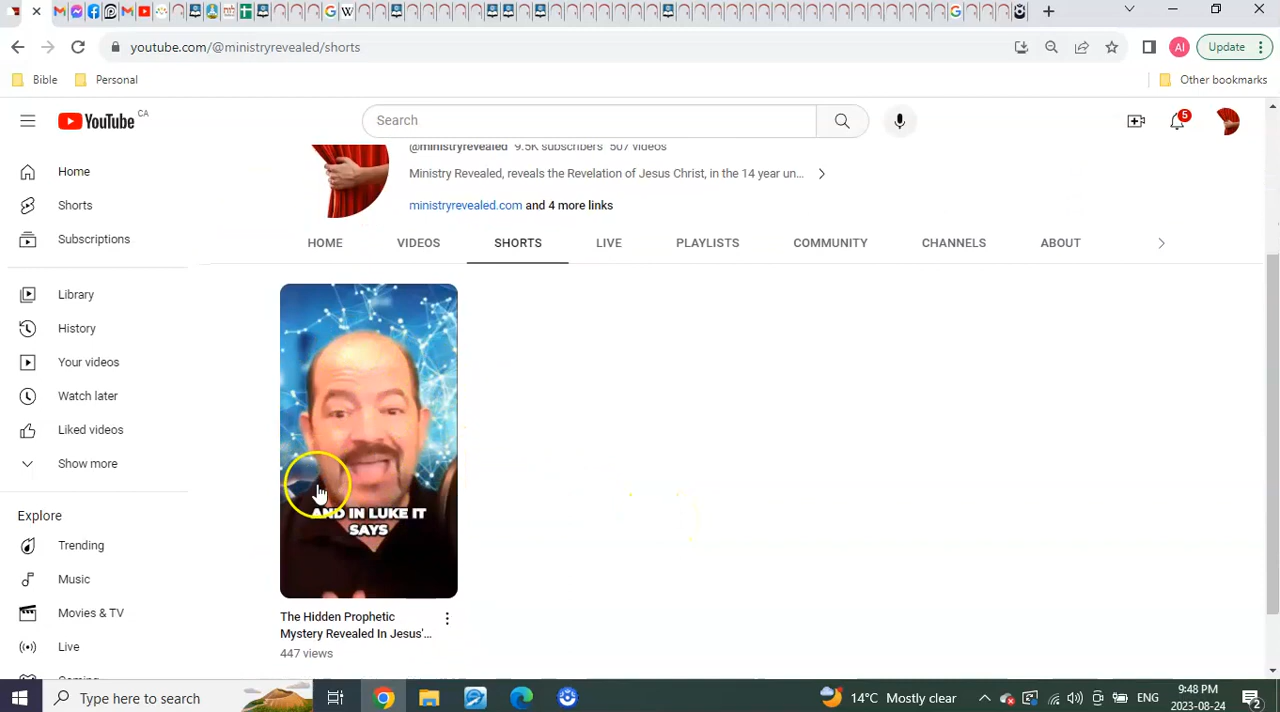 youtube.com/@ministryrevealed/shorts
AI
Update
Bible
Personal
Other bookmarks
YouTube CA
Search
5
@ministryrevealed 9.5K subscribers 507 videos
Ministry Revealed, reveals the Revelation of Jesus Christ, in the 14 year un...
ministryrevealed.com and 4 more links
HOME
VIDEOS
SHORTS
LIVE
PLAYLISTS
COMMUNITY
CHANNELS
ABOUT
Home
Shorts
Subscriptions
Library
History
Your videos
Watch later
Liked videos
Show more
Explore
Trending
Music
Movies & TV
Live
AND IN LUKE IT
SAYS
The Hidden Prophetic
Mystery Revealed In Jesus'...
447 views
Type here to search
14°C Mostly clear
ENG
9:48 PM
2023-08-24
2